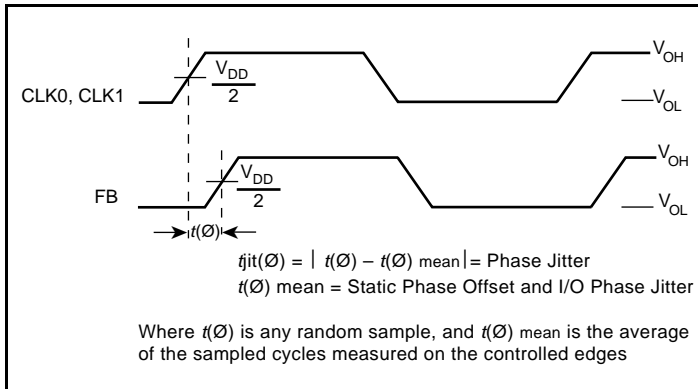 V_OH
V_DD
2
CLK0, CLK1
V_OL
V_OH
V_DD
2
FB
V_OL
t(Ø)
tjit(Ø) = | t(Ø) – t(Ø) mean| = Phase Jitter
t(Ø) mean = Static Phase Offset and I/O Phase Jitter
Where t(Ø) is any random sample, and t(Ø) mean is the average
of the sampled cycles measured on the controlled edges